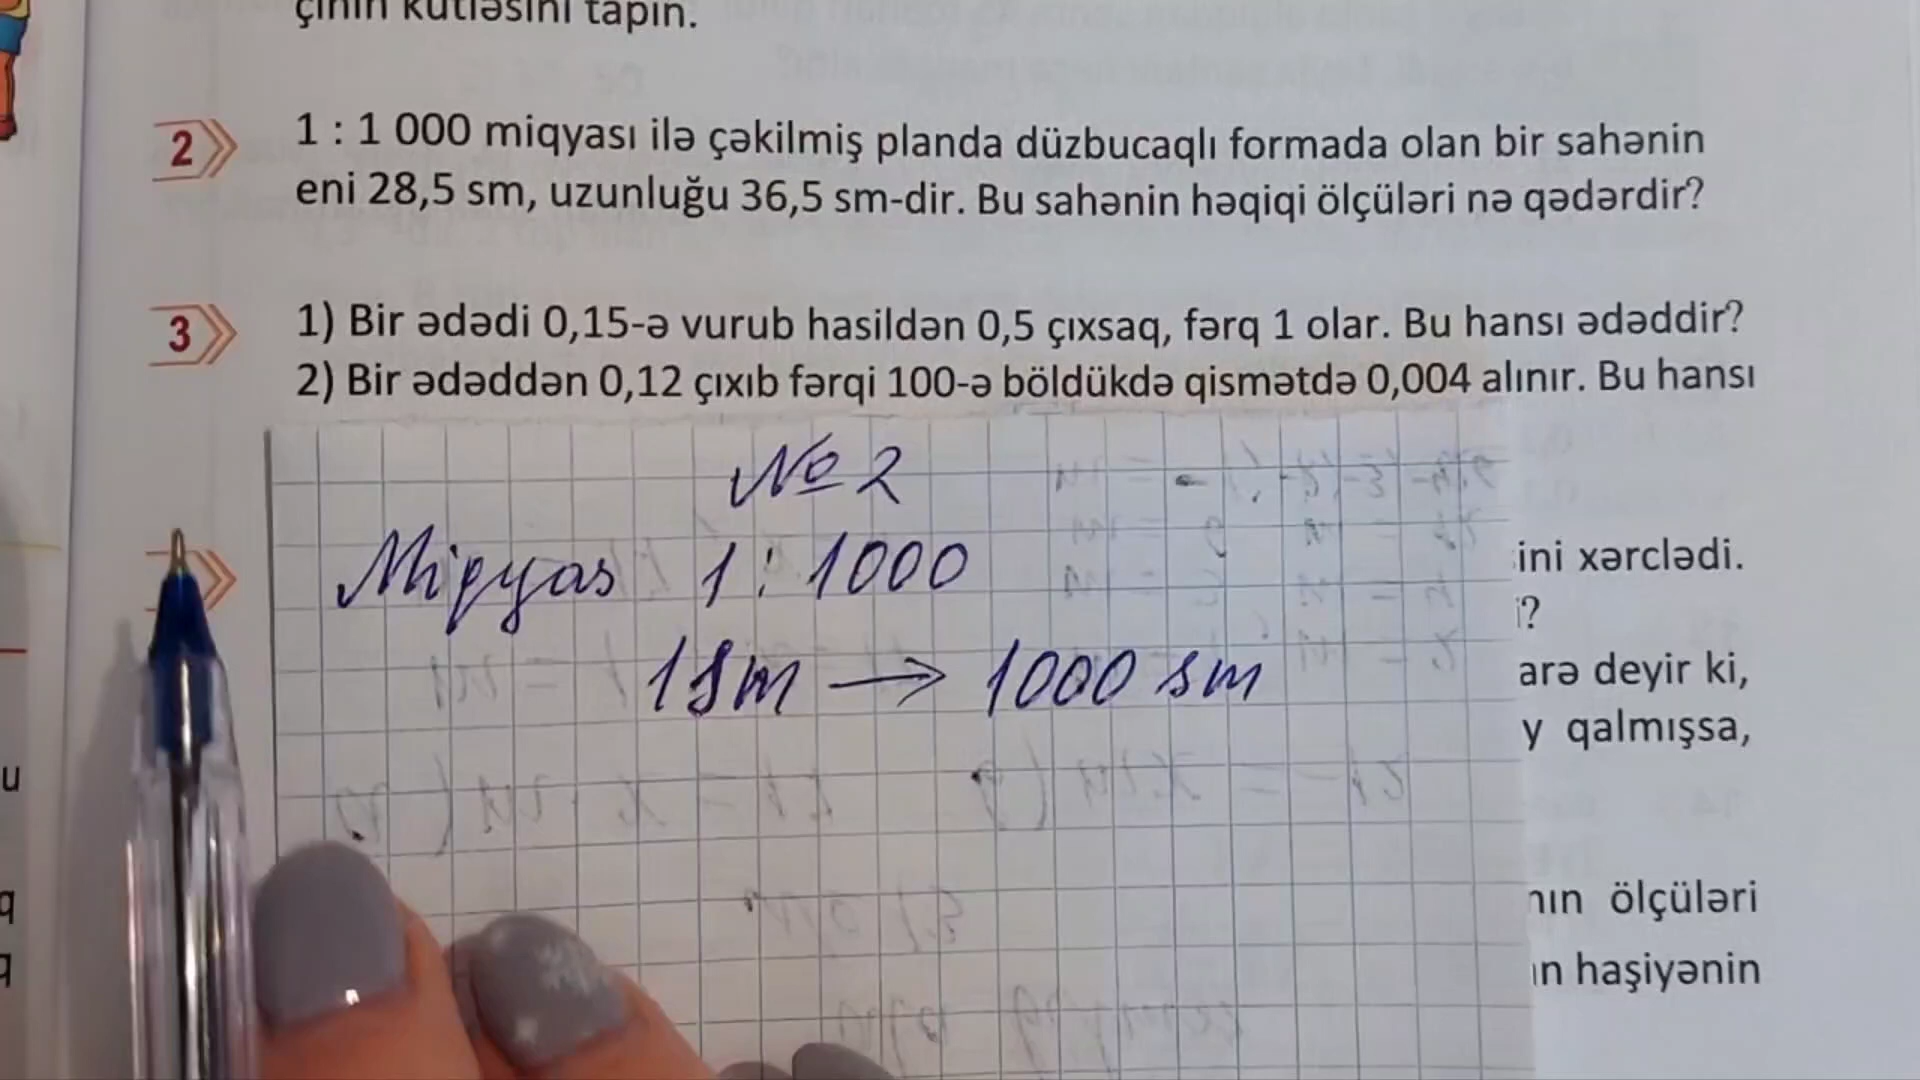 çinin kütləsini tapın.
2
1 : 1 000 miqyası ilə çəkilmiş planda düzbucaqlı formada olan bir sahənin
eni 28,5 sm, uzunluğu 36,5 sm-dir. Bu sahənin həqiqi ölçüləri nə qədərdir?
3
1) Bir ədədi 0,15-ə vurub hasildən 0,5 çıxsaq, fərq 1 olar. Bu hansı ədəddir?
2) Bir ədəddən 0,12 çıxıb fərqi 100-ə böldükdə qismətdə 0,004 alınır. Bu hansı
№ 2
Miqyas 1 : 1000
1sm → 1000 sm
ini xərclədi.
?
arə deyir ki,
y qalmışsa,
u
q
nın ölçüləri
q
ın haşiyənin